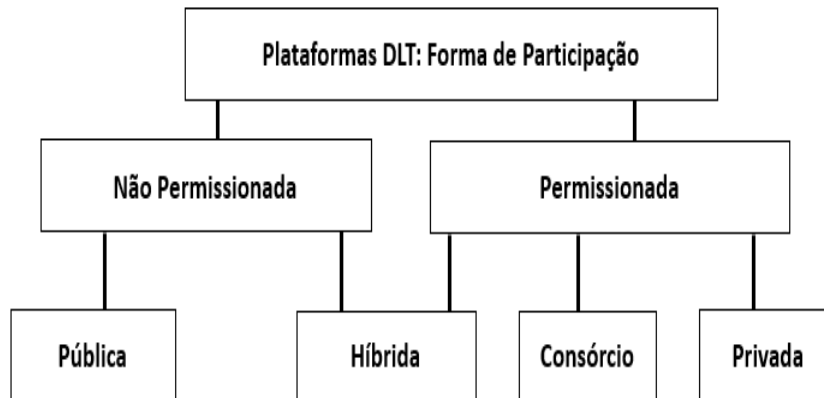 Plataformas DLT: Forma de Participação
Não Permissionada
Permissionada
Pública
Híbrida
Consórcio
Privada